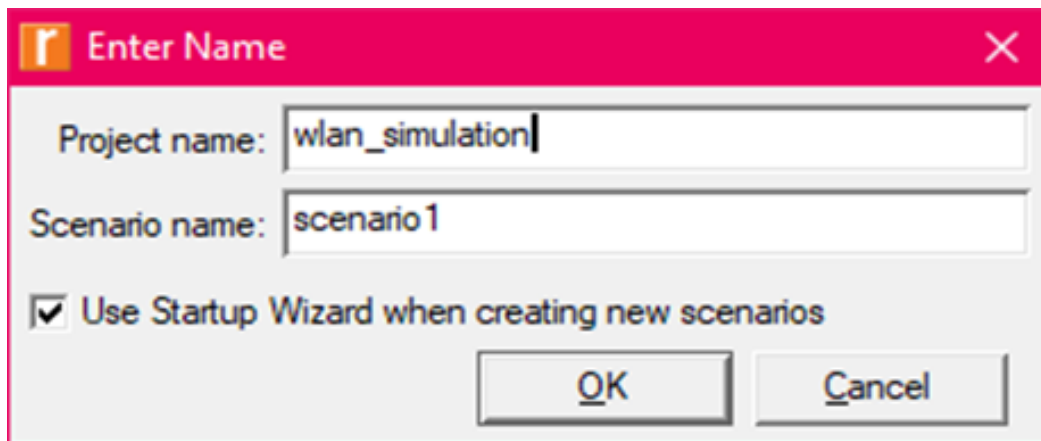 r Enter Name
Project name: wlan_simulation
Scenario name: scenario1
Use Startup Wizard when creating new scenarios
OK Cancel